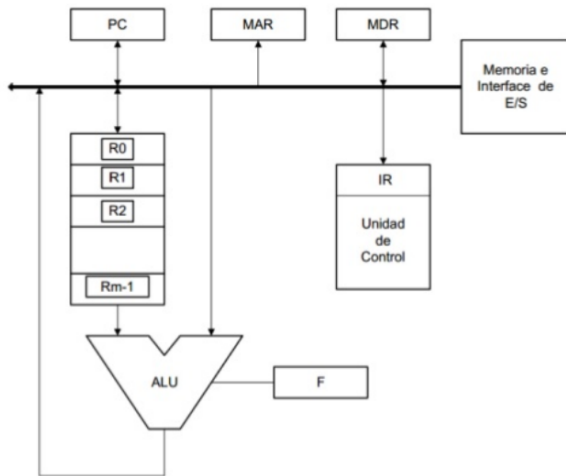 PC
MAR
MDR
Memoria e
Interface de
E/S
R0
R1
R2
Rm-1
IR
Unidad
de
Control
ALU
F